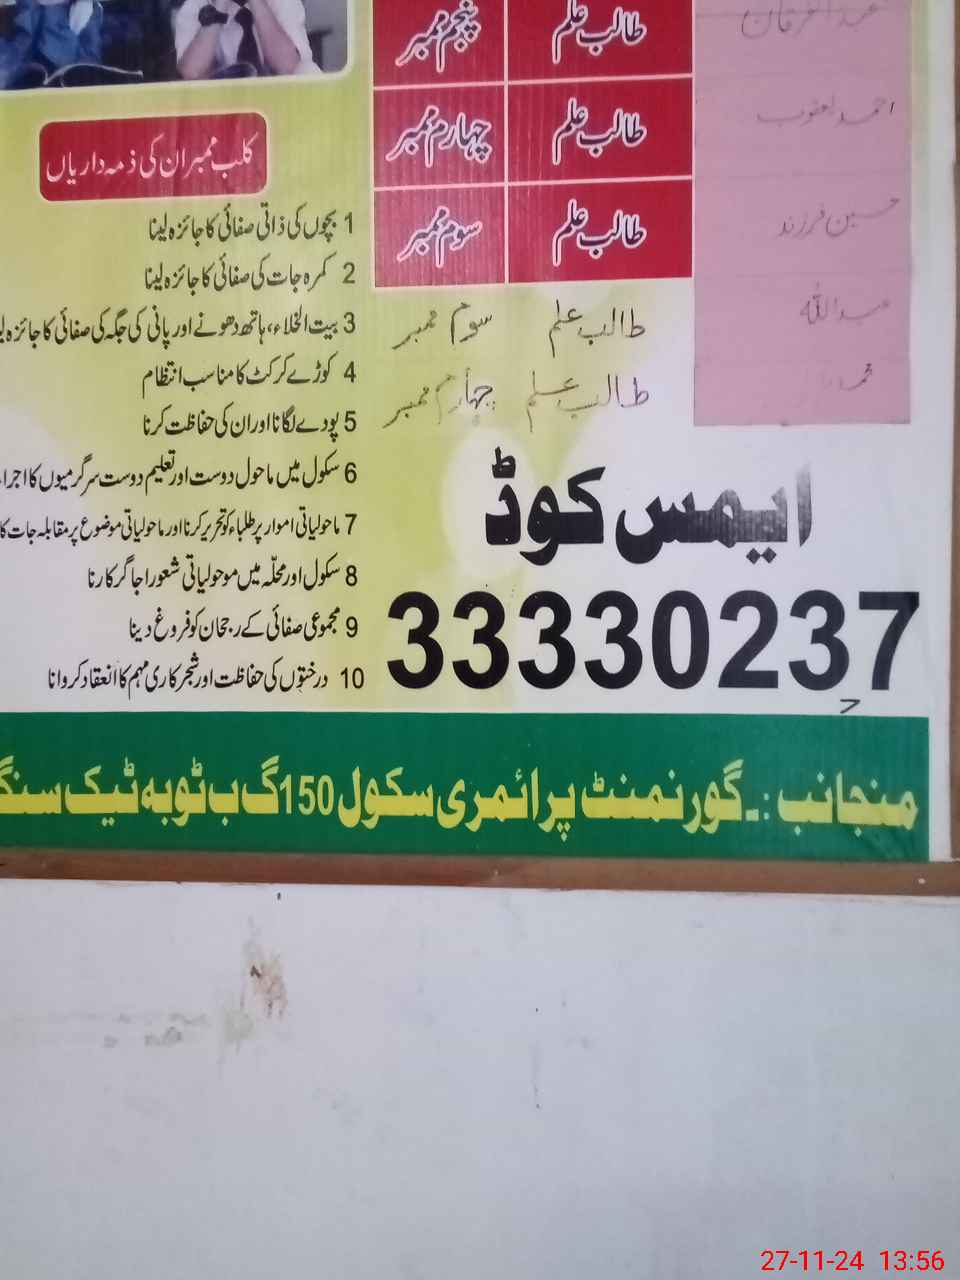 طالب علم پنجم ممبر
احمد یعقوب طالب علم چہارم ممبر
حسین فرزند طالب علم سوم ممبر
عبداللہ طالب علم سوم ممبر
طالب علم چہارم ممبر
کلب ممبران کی ذمہ داریاں
1 بچوں کی ذاتی صفائی کا جائزہ لینا
2 کمرہ جات کی صفائی کا جائزہ لینا
3 بیت الخلاء، ہاتھ دھونے اور پانی کی جگہ کی صفائی کا جائزہ
4 کوڑے کرکٹ کا مناسب انتظام
5 پودے لگانا اور ان کی حفاظت کرنا
6 سکول میں ماحول دوست اور تعلیم دوست سرگرمیوں کا اجرا
7 ماحولیاتی امور پر طلباء کو تحریر کرنا اور ماحولیاتی موضوع پر مقابلہ جات کا
8 سکول اور محلّہ میں موحولیاتی شعور اجاگر کارنا
9 مجموعی صفائی کے رجحان کو فروغ دینا
10 درختوں کی حفاظت اور شجرکاری مہم کا انعقاد کروانا
ایمس کوڈ
33330237
منجانب :۔ گورنمنٹ پرائمری سکول 150 گ ب ٹوبہ ٹیک
27-11-24 13:56